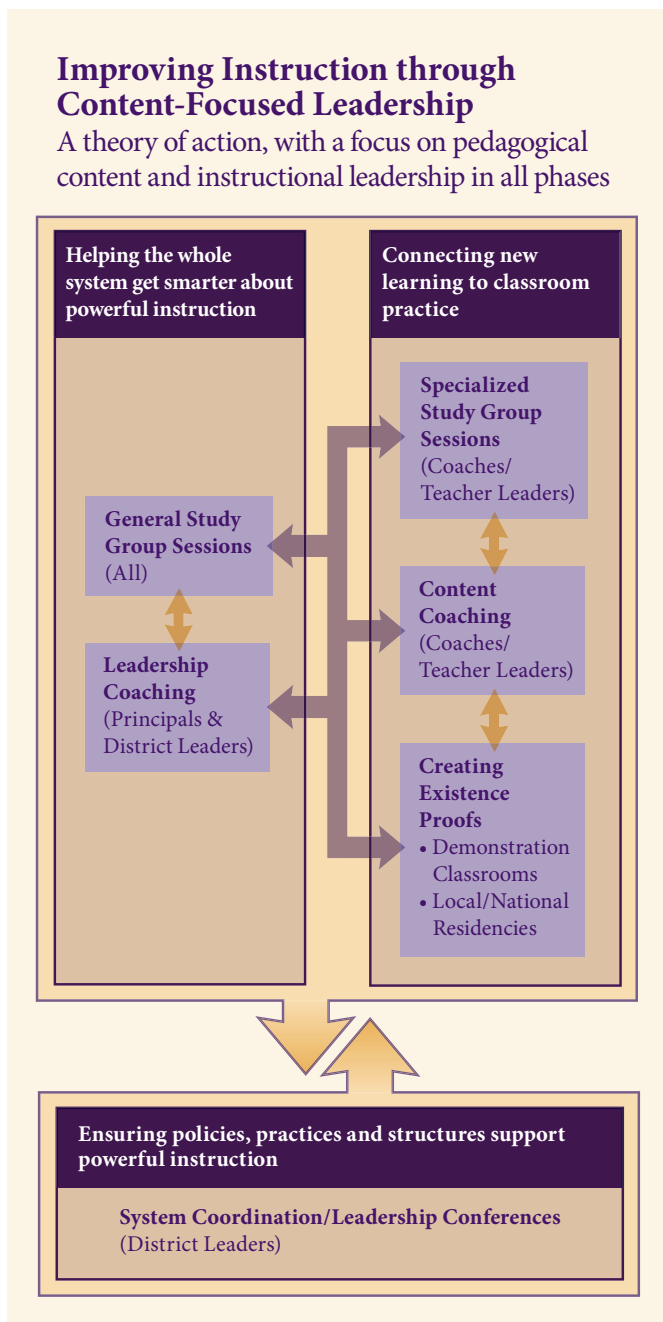 Improving Instruction through
Content-Focused Leadership
A theory of action, with a focus on pedagogical
content and instructional leadership in all phases
Helping the whole
system get smarter about
powerful instruction
General Study
Group Sessions
(All)
Leadership
Coaching
(Principals &
District Leaders)
Connecting new
learning to classroom
practice
Specialized
Study Group
Sessions
(Coaches/
Teacher Leaders)
Content
Coaching
(Coaches/
Teacher Leaders)
Creating
Existence
Proofs
• Demonstration
Classrooms
• Local/National
Residencies
Ensuring policies, practices and structures support
powerful instruction
System Coordination/Leadership Conferences
(District Leaders)